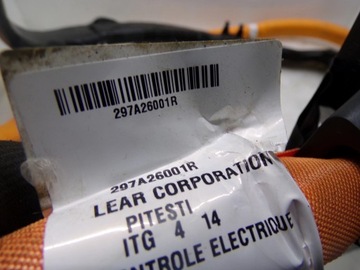 297A26001R
297A26001R
LEAR CORPORATION
PITESTI
ITG 4 14
CONTROLE ELECTRIQUE